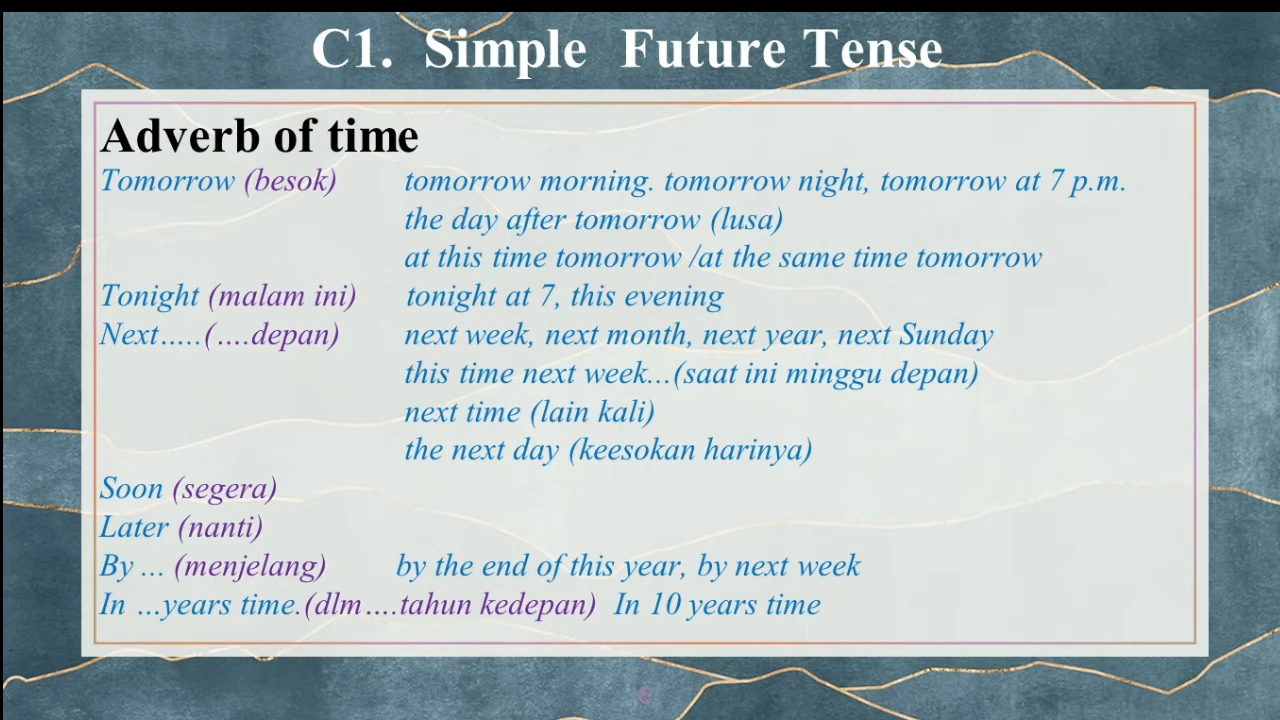 C1. Simple Future Tense
Adverb of time
Tomorrow (besok) tomorrow morning. tomorrow night, tomorrow at 7 p.m.
the day after tomorrow (lusa)
at this time tomorrow /at the same time tomorrow
Tonight (malam ini) tonight at 7, this evening
Next.....(....depan) next week, next month, next year, next Sunday
this time next week...(saat ini minggu depan)
next time (lain kali)
the next day (keesokan harinya)
Soon (segera)
Later (nanti)
By ... (menjelang) by the end of this year, by next week
In ...years time.(dlm....tahun kedepan) In 10 years time
6